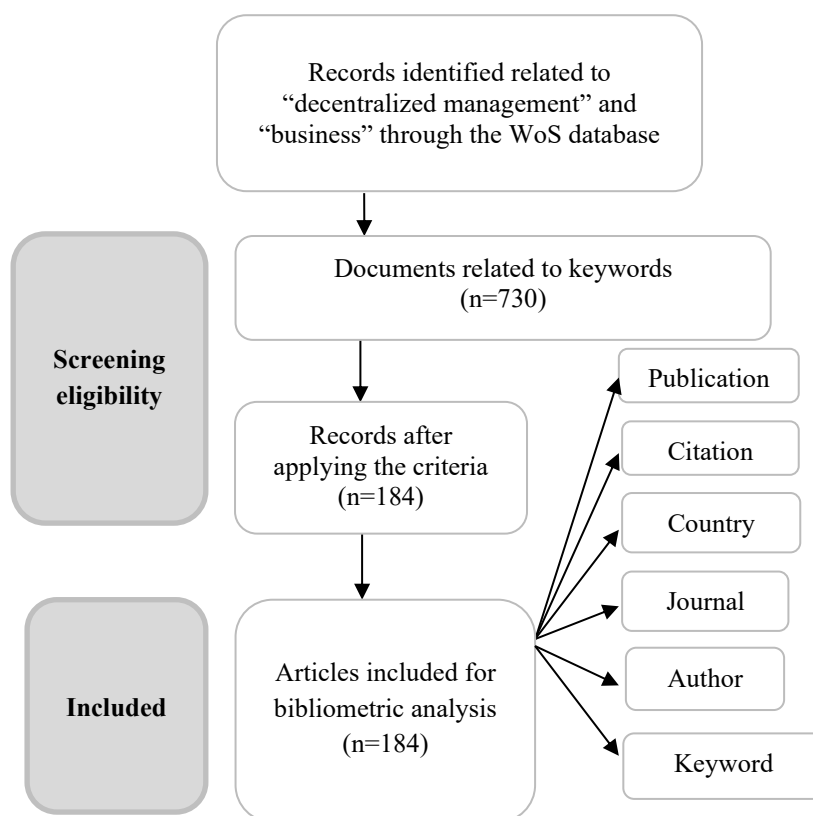 Records identified related to
“decentralized management” and
“business” through the WoS database
Documents related to keywords
(n=730)
Screening
eligibility
Records after
applying the criteria
(n=184)
Included
Articles included for
bibliometric analysis
(n=184)
Publication
Citation
Country
Journal
Author
Keyword